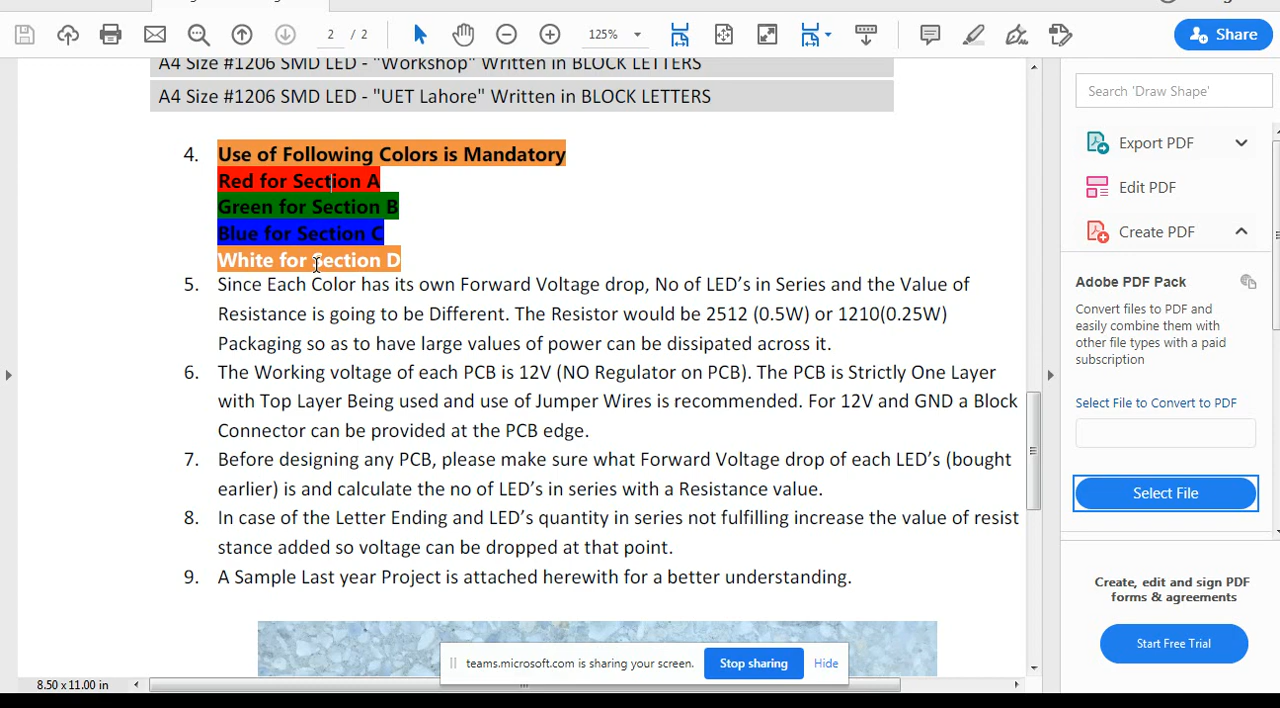 2 / 2
125%
Share
A4 Size #1206 SMD LED - "Workshop" Written in BLOCK LETTERS
A4 Size #1206 SMD LED - "UET Lahore" Written in BLOCK LETTERS
4. Use of Following Colors is Mandatory
Red for Section A
Green for Section B
Blue for Section C
White for Section D
5. Since Each Color has its own Forward Voltage drop, No of LED’s in Series and the Value of
Resistance is going to be Different. The Resistor would be 2512 (0.5W) or 1210(0.25W)
Packaging so as to have large values of power can be dissipated across it.
6. The Working voltage of each PCB is 12V (NO Regulator on PCB). The PCB is Strictly One Layer
with Top Layer Being used and use of Jumper Wires is recommended. For 12V and GND a Block
Connector can be provided at the PCB edge.
7. Before designing any PCB, please make sure what Forward Voltage drop of each LED’s (bought
earlier) is and calculate the no of LED’s in series with a Resistance value.
8. In case of the Letter Ending and LED’s quantity in series not fulfilling increase the value of resist
stance added so voltage can be dropped at that point.
9. A Sample Last year Project is attached herewith for a better understanding.
teams.microsoft.com is sharing your screen.
Stop sharing
Hide
8.50 x 11.00 in
Search 'Draw Shape'
Export PDF
Edit PDF
Create PDF
Adobe PDF Pack
Convert files to PDF and
easily combine them with
other file types with a paid
subscription
Select File to Convert to PDF
Select File
Create, edit and sign PDF
forms & agreements
Start Free Trial